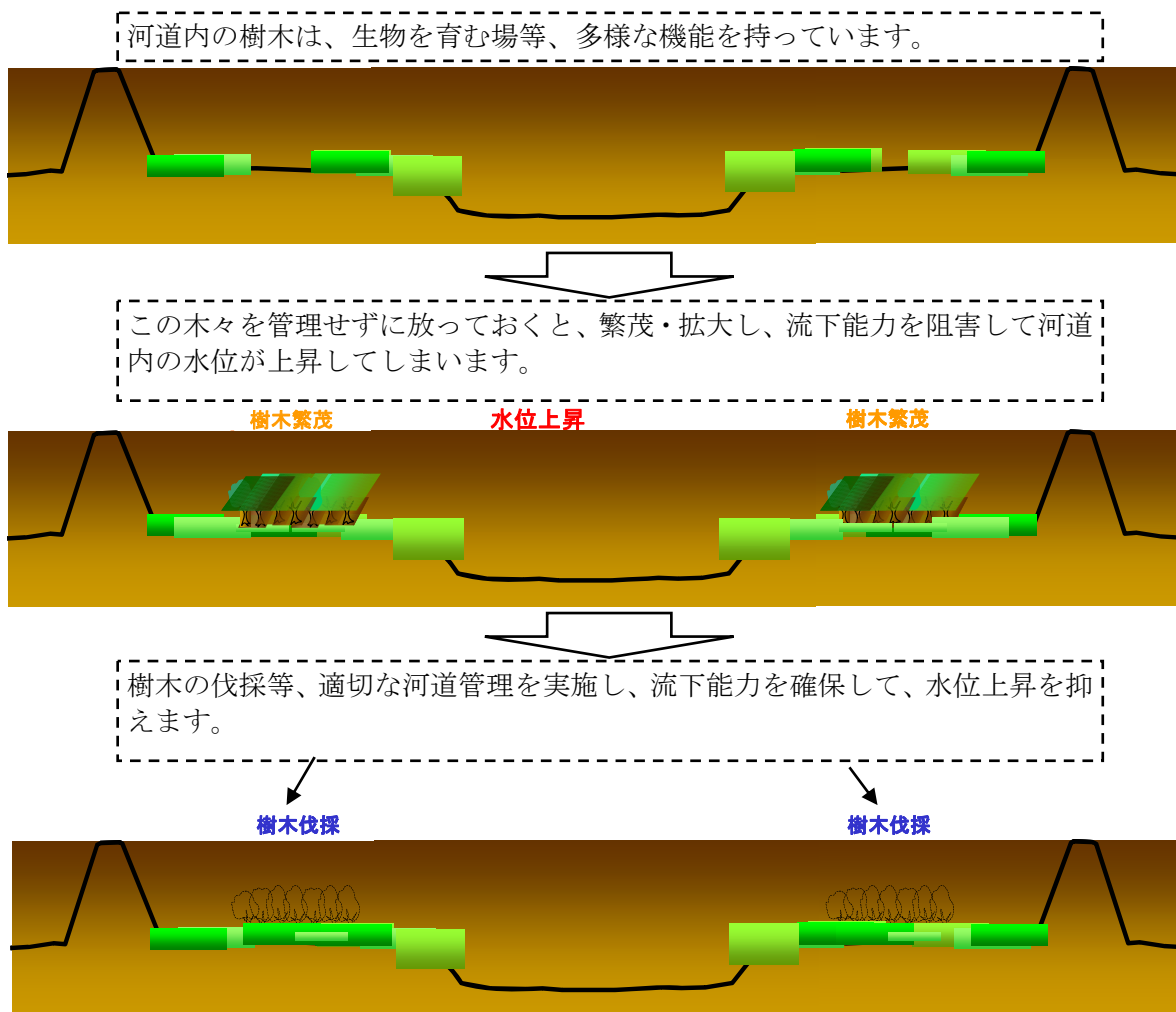 河道内の樹木は、生物を育む場等、多様な機能を持っています。
この木々を管理せずに放っておくと、繁茂・拡大し、流下能力を阻害して河道
内の水位が上昇してしまいます。
樹木繁茂 水位上昇 樹木繁茂
樹木の伐採等、適切な河道管理を実施し、流下能力を確保して、水位上昇を抑
えます。
樹木伐採 樹木伐採